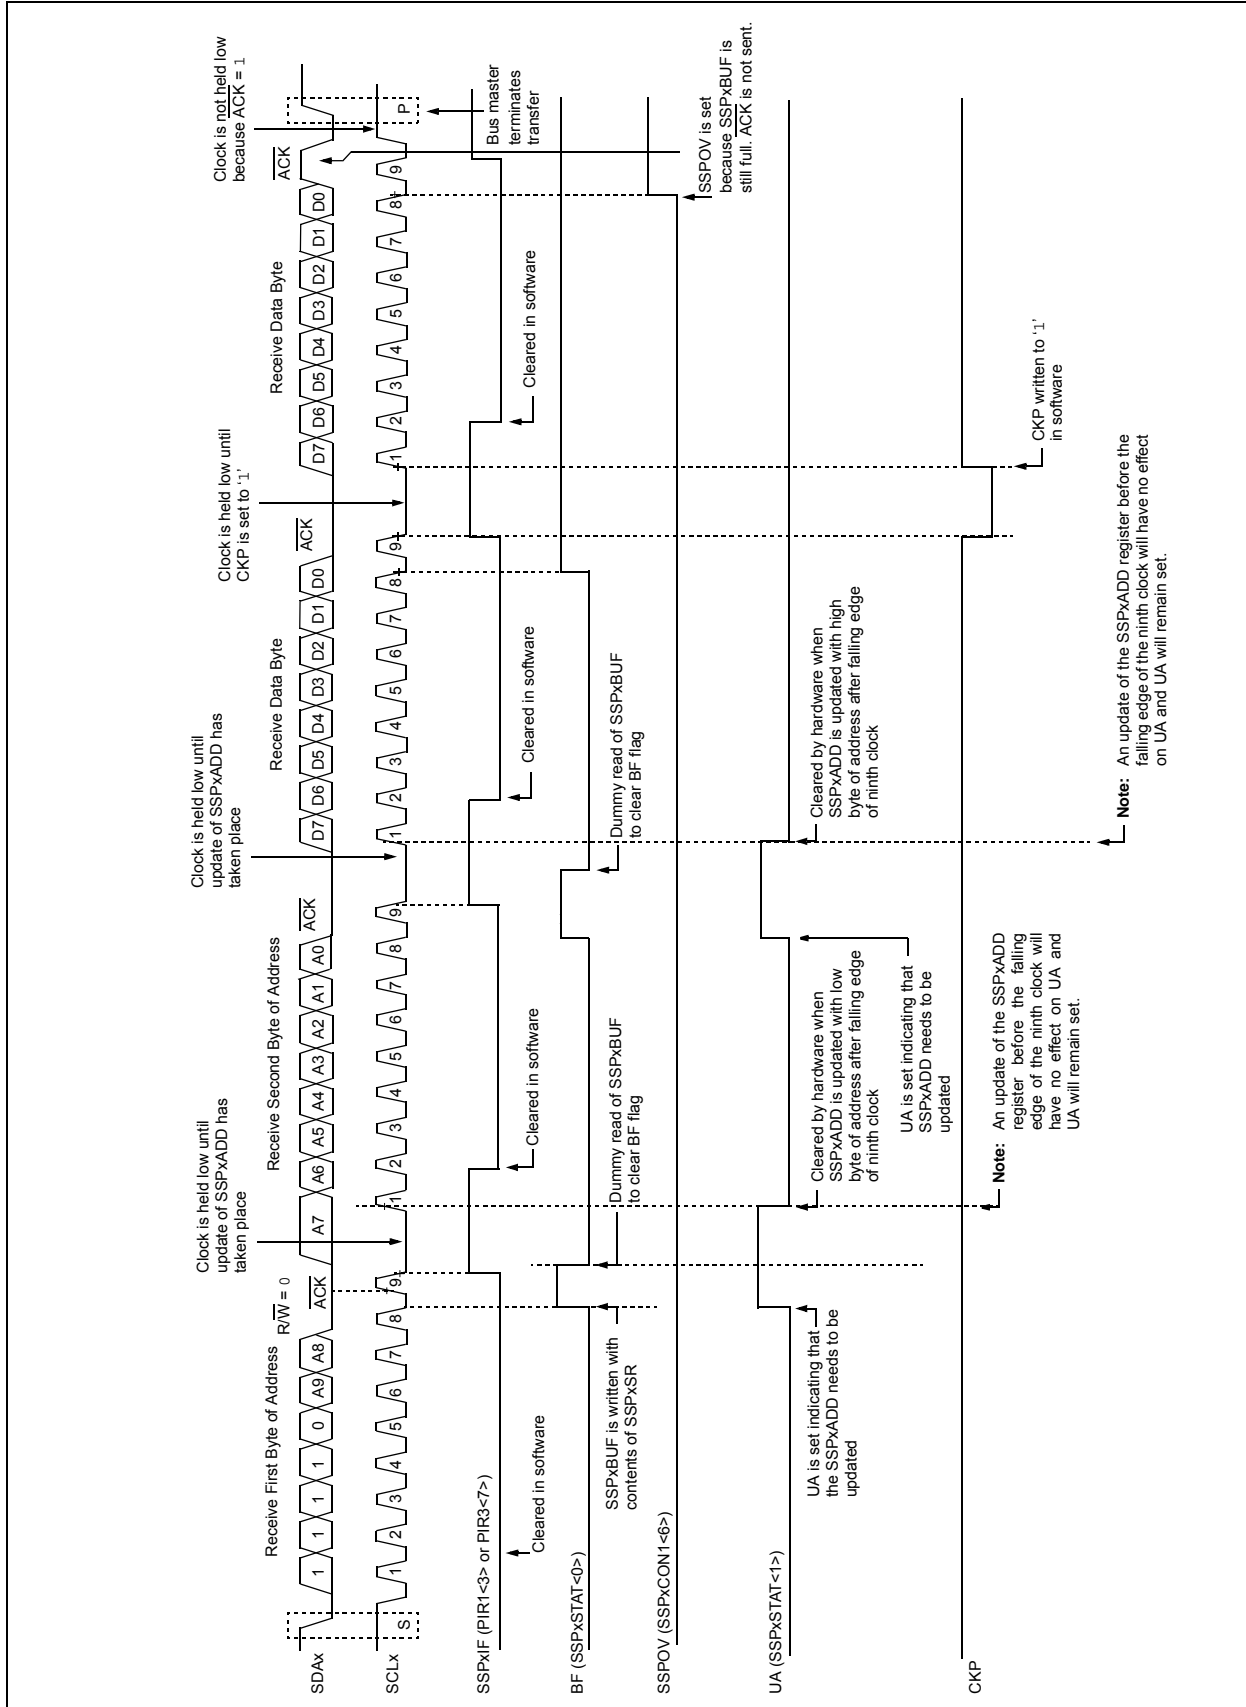 Receive First Byte of Address
R/W = 0
ACK
Receive Second Byte of Address
ACK
Receive Data Byte
ACK
Receive Data Byte
ACK
Clock is held low until
update of SSPxADD has
taken place
Clock is held low until
update of SSPxADD has
taken place
Clock is held low until
CKP is set to ‘1’
Clock is not held low
because ACK = 1
SDAx
1 1 1 1 0 A9 A8
A7 A6 A5 A4 A3 A2 A1 A0
D7 D6 D5 D4 D3 D2 D1 D0
D7 D6 D5 D4 D3 D2 D1 D0
SCLx
S
1 2 3 4 5 6 7 8 9
1 2 3 4 5 6 7 8 9
1 2 3 4 5 6 7 8 9
1 2 3 4 5 6 7 8 9
P
Bus master
terminates
transfer
SSPxIF (PIR1<3> or PIR3<7>)
Cleared in software
Cleared in software
Cleared in software
Cleared in software
BF (SSPxSTAT<0>)
SSPxBUF is written with
contents of SSPxSR
Dummy read of SSPxBUF
to clear BF flag
Dummy read of SSPxBUF
to clear BF flag
SSPOV (SSPxCON1<6>)
SSPOV is set
because SSPxBUF is
still full. ACK is not sent.
UA (SSPxSTAT<1>)
UA is set indicating that
the SSPxADD needs to be
updated
Cleared by hardware when
SSPxADD is updated with low
byte of address after falling edge
of ninth clock
UA is set indicating that
SSPxADD needs to be
updated
Cleared by hardware when
SSPxADD is updated with high
byte of address after falling edge
of ninth clock
CKP
CKP written to ‘1’
in software
Note: An update of the SSPxADD
register before the falling
edge of the ninth clock will
have no effect on UA and
UA will remain set.
Note: An update of the SSPxADD register before the
falling edge of the ninth clock will have no effect
on UA and UA will remain set.